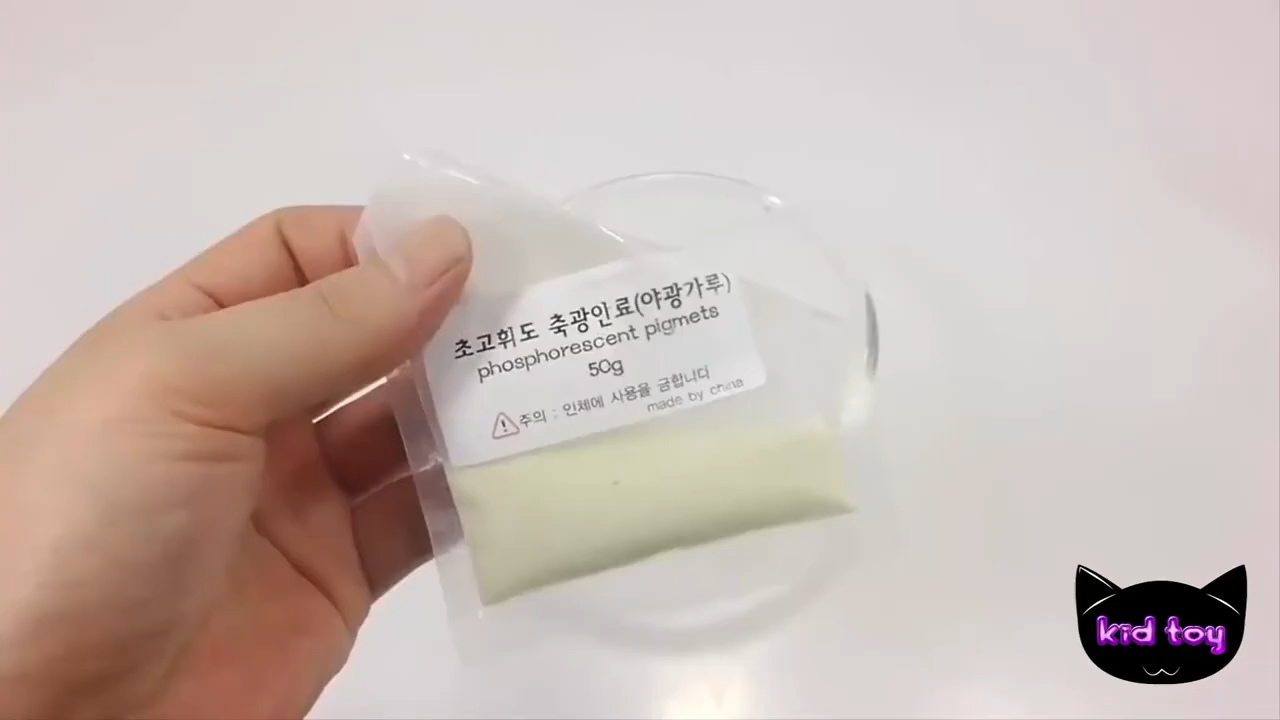 초고휘도 축광안료(야광가루)
phosphorescent pigmets
50g
주의 : 인체에 사용을 금합니다
made by china
kid toy